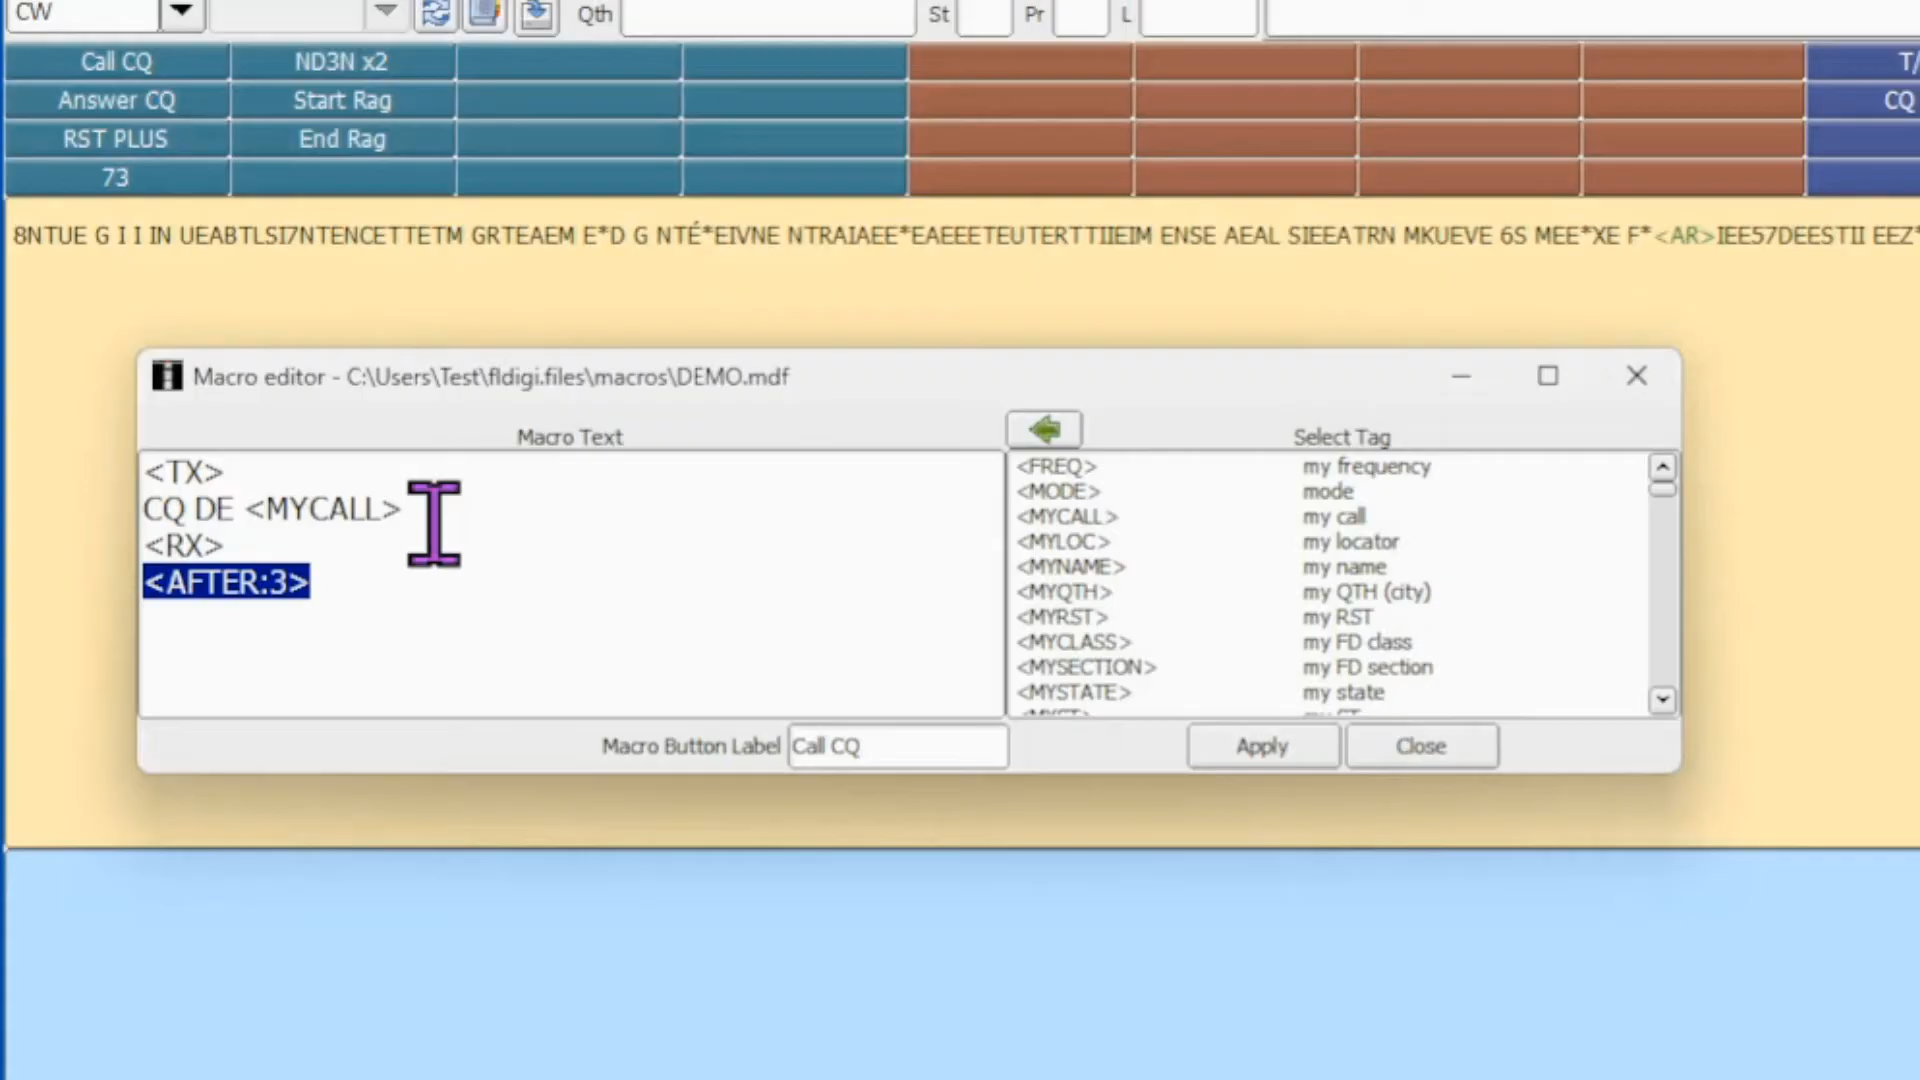 CW Qth St Pr L
Call CQ ND3N x2 T/
Answer CQ Start Rag CQ
RST PLUS End Rag
73
8NTUE G I I IN UEABTLSI7NTENCETTETM GRTEAEM E*D G NTÉ*EIVNE NTRAIAEE*EAEEETEUTERTTIIEIM ENSE AEAL SIEEATRN MKUEVE 6S MEE*XE F*<AR>IEE57DEESTII EEZ*
Macro editor - C:\Users\Test\fldigi.files\macros\DEMO.mdf
Macro Text Select Tag
<TX>
CQ DE <MYCALL>
<RX>
<AFTER:3>
<FREQ> my frequency
<MODE> mode
<MYCALL> my call
<MYLOC> my locator
<MYNAME> my name
<MYQTH> my QTH (city)
<MYRST> my RST
<MYCLASS> my FD class
<MYSECTION> my FD section
<MYSTATE> my state
Macro Button Label Call CQ Apply Close